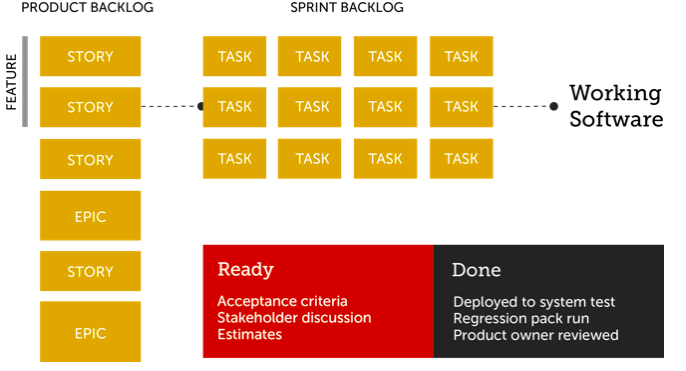 PRODUCT BACKLOG
SPRINT BACKLOG
FEATURE
STORY
TASK TASK TASK TASK
STORY
TASK TASK TASK TASK
Working
Software
STORY
TASK TASK TASK TASK
EPIC
STORY
EPIC
Ready
Acceptance criteria
Stakeholder discussion
Estimates
Done
Deployed to system test
Regression pack run
Product owner reviewed